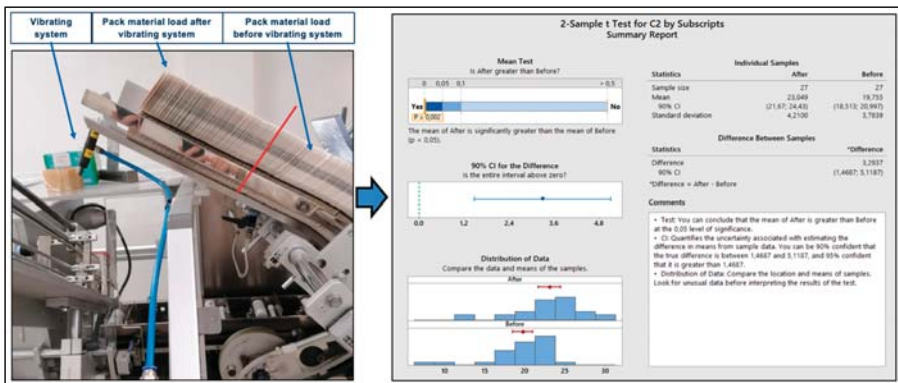 Vibrating
system
Pack material load after
vibrating system
Pack material load
before vibrating system
2-Sample t Test for C2 by Subscripts
Summary Report
Mean Test
Is After greater than Before?
0 0,05 0,1 > 0,5
Yes No
P = 0,002
The mean of After is significantly greater than the mean of Before
(p < 0,05).
90% CI for the Difference
Is the entire interval above zero?
0,0 1,2 2,4 3,6 4,8
Distribution of Data
Compare the data and means of the samples.
After
Before
10 15 20 25 30
Individual Samples
Statistics After Before
Sample size 27 27
Mean 23,049 19,755
90% CI (21,67; 24,43) (18,513; 20,997)
Standard deviation 4,2100 3,7839
Difference Between Samples
Statistics *Difference
Difference 3,2937
90% CI (1,4687; 5,1187)
*Difference = After - Before
Comments
• Test: You can conclude that the mean of After is greater than Before
at the 0,05 level of significance.
• CI: Quantifies the uncertainty associated with estimating the
difference in means from sample data. You can be 90% confident that
the true difference is between 1,4687 and 5,1187, and 95% confident
that it is greater than 1,4687.
• Distribution of Data: Compare the location and means of samples.
Look for unusual data before interpreting the results of the test.